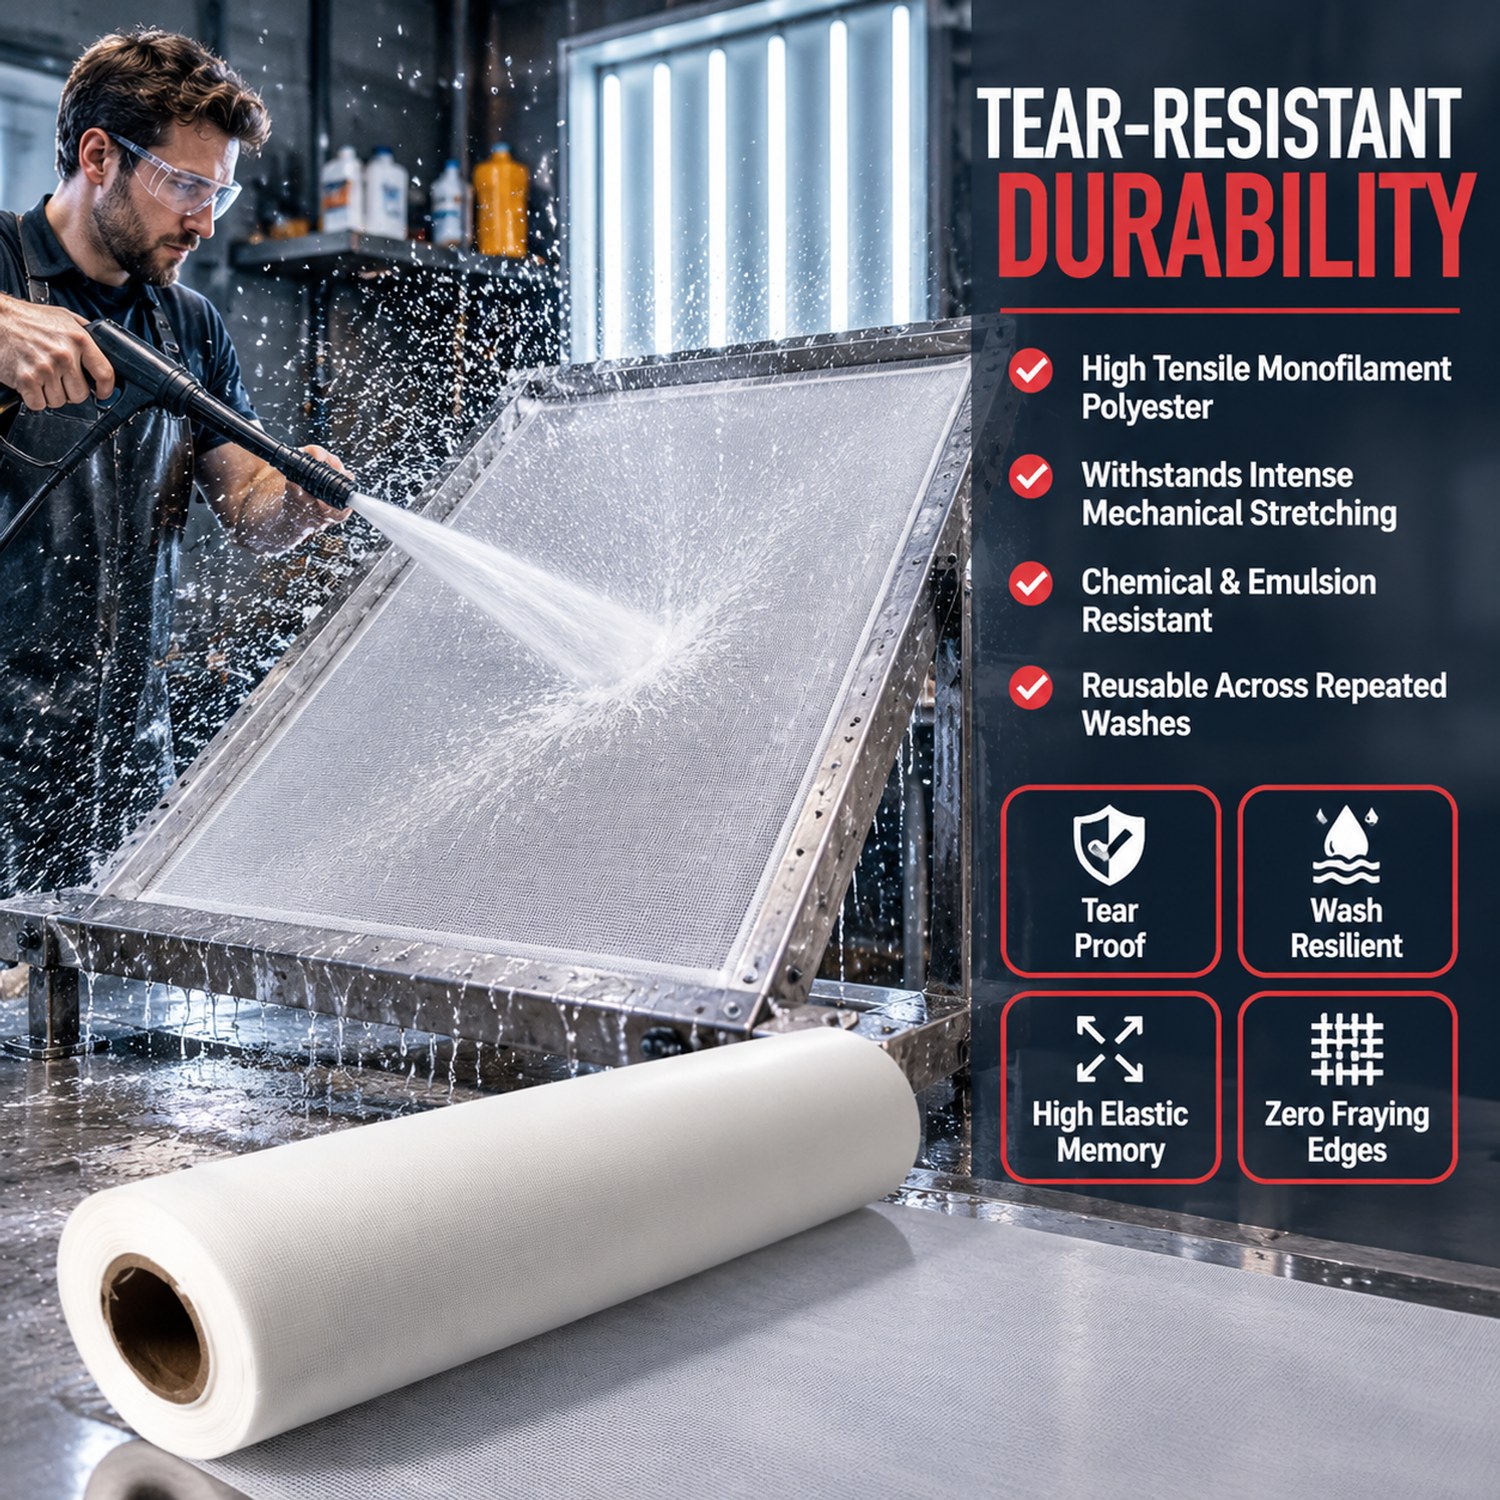 TEAR-RESISTANT
DURABILITY
High Tensile Monofilament
Polyester
Withstands Intense
Mechanical Stretching
Chemical & Emulsion
Resistant
Reusable Across Repeated
Washes
Tear
Proof
Wash
Resilient
High Elastic
Memory
Zero Fraying
Edges